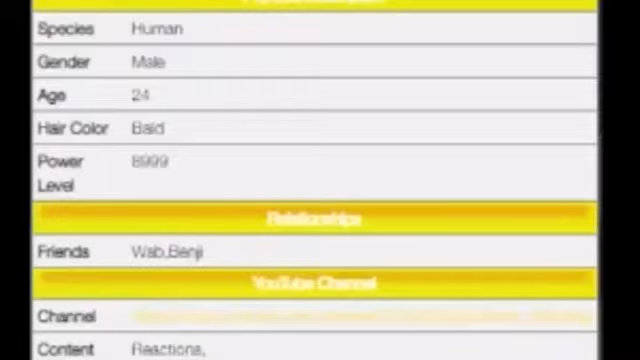 Species Human
Gender Male
Age 24
Hair Color Bald
Power 8999
Level
Relationships
Friends Wab,Benji
YouTube Channel
Channel
Content Reactions,